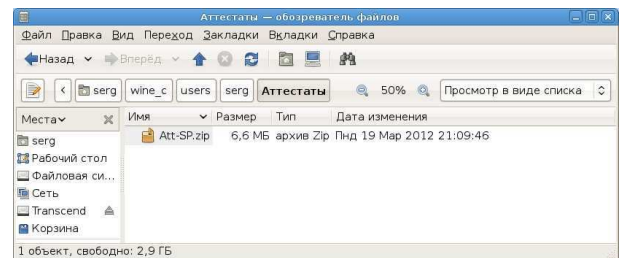 Аттестаты — обозреватель файлов
Файл Правка Вид Переход Закладки Вкладки Справка
Назад Вперёд
serg wine_c users serg Аттестаты 50% Просмотр в виде списка
Места Имя Размер Тип Дата изменения
serg Att-SP.zip 6,6 МБ архив Zip Пнд 19 Мар 2012 21:09:46
Рабочий стол
Файловая си...
Сеть
Transcend
Корзина
1 объект, свободно: 2,9 ГБ